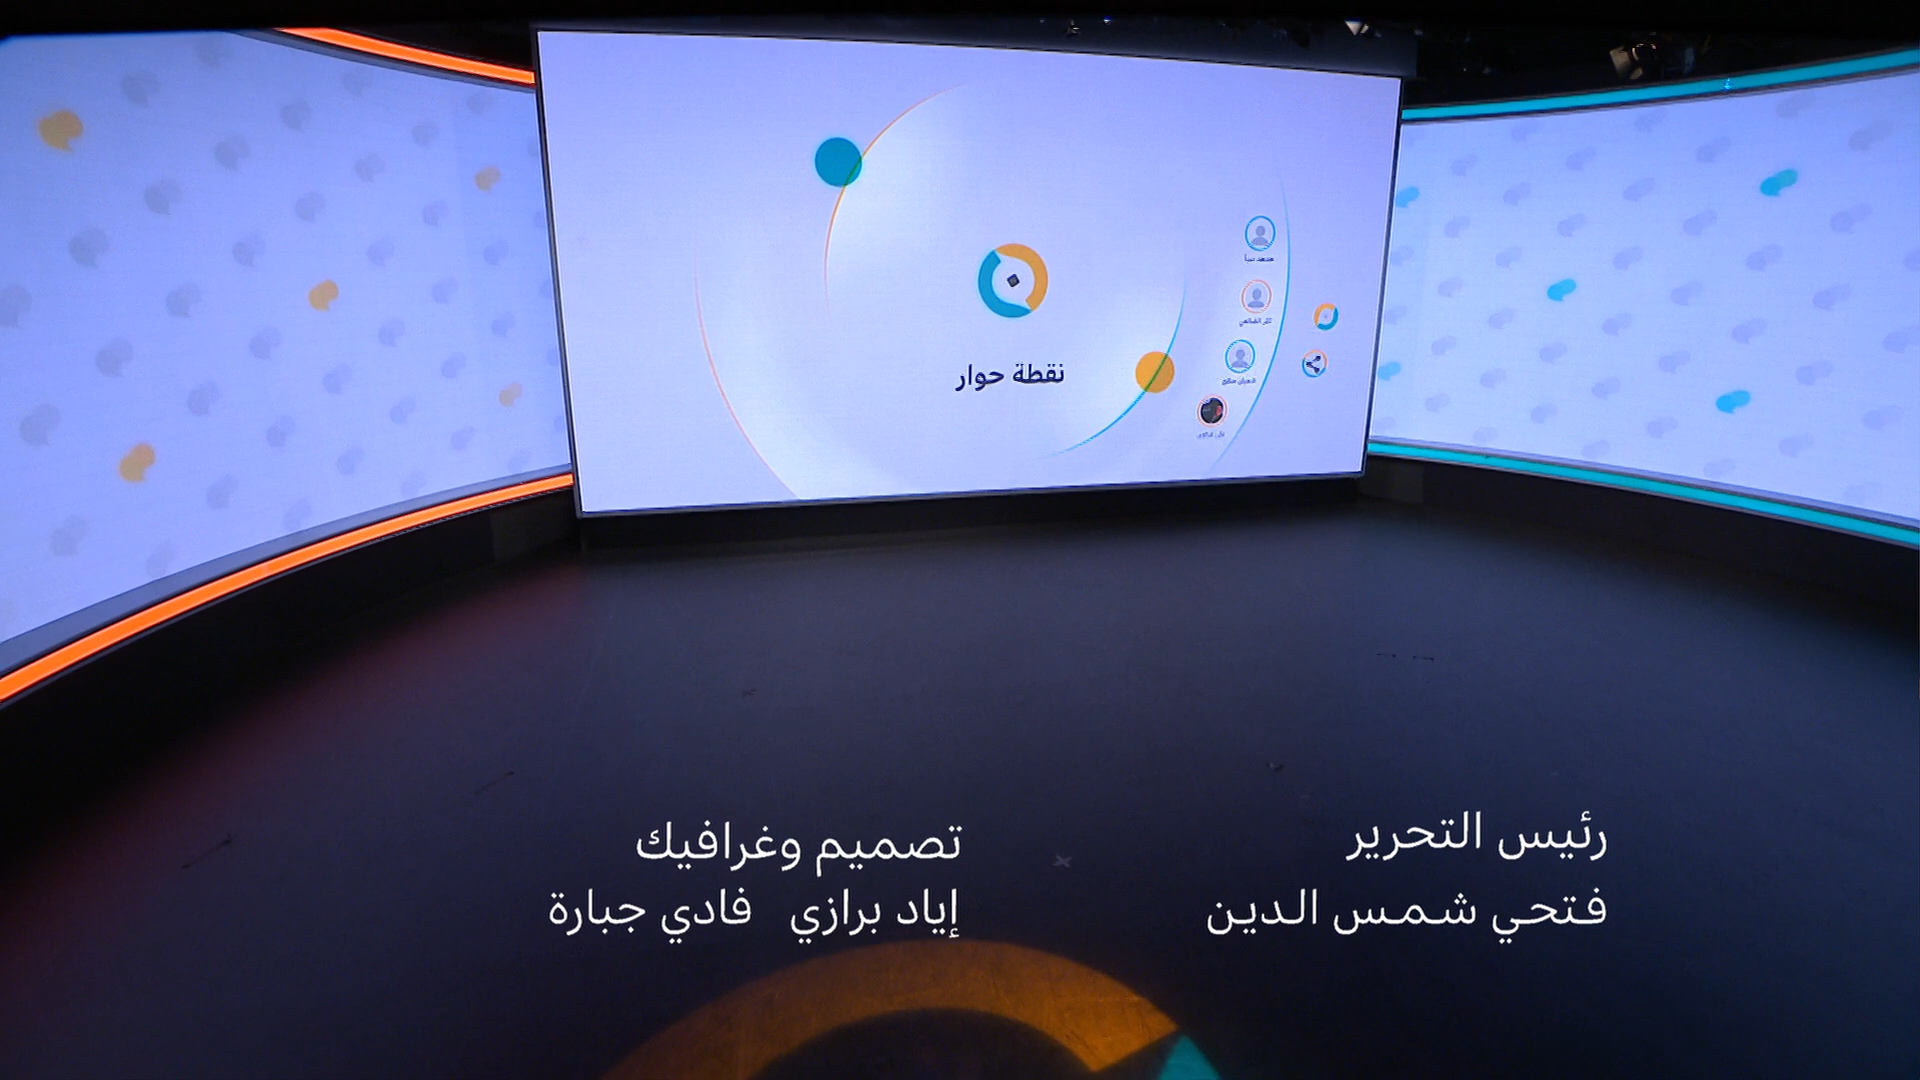 نقطة حوار
رئيس التحرير
فتحي شمس الدين
تصميم وغرافيك
إياد برازي   فادي جبارة